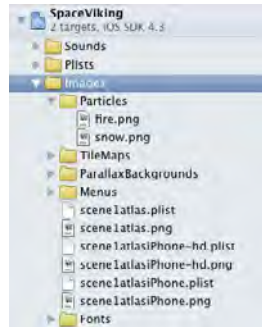 SpaceViking
2 targets, iOS SDK 4.3
Sounds
Plists
Images
Particles
fire.png
snow.png
TileMaps
ParallaxBackgrounds
Menus
scene1atlas.plist
scene1atlas.png
scene1atlasiPhone-hd.plist
scene1atlasiPhone-hd.png
scene1atlasiPhone.plist
scene1atlasiPhone.png
Fonts